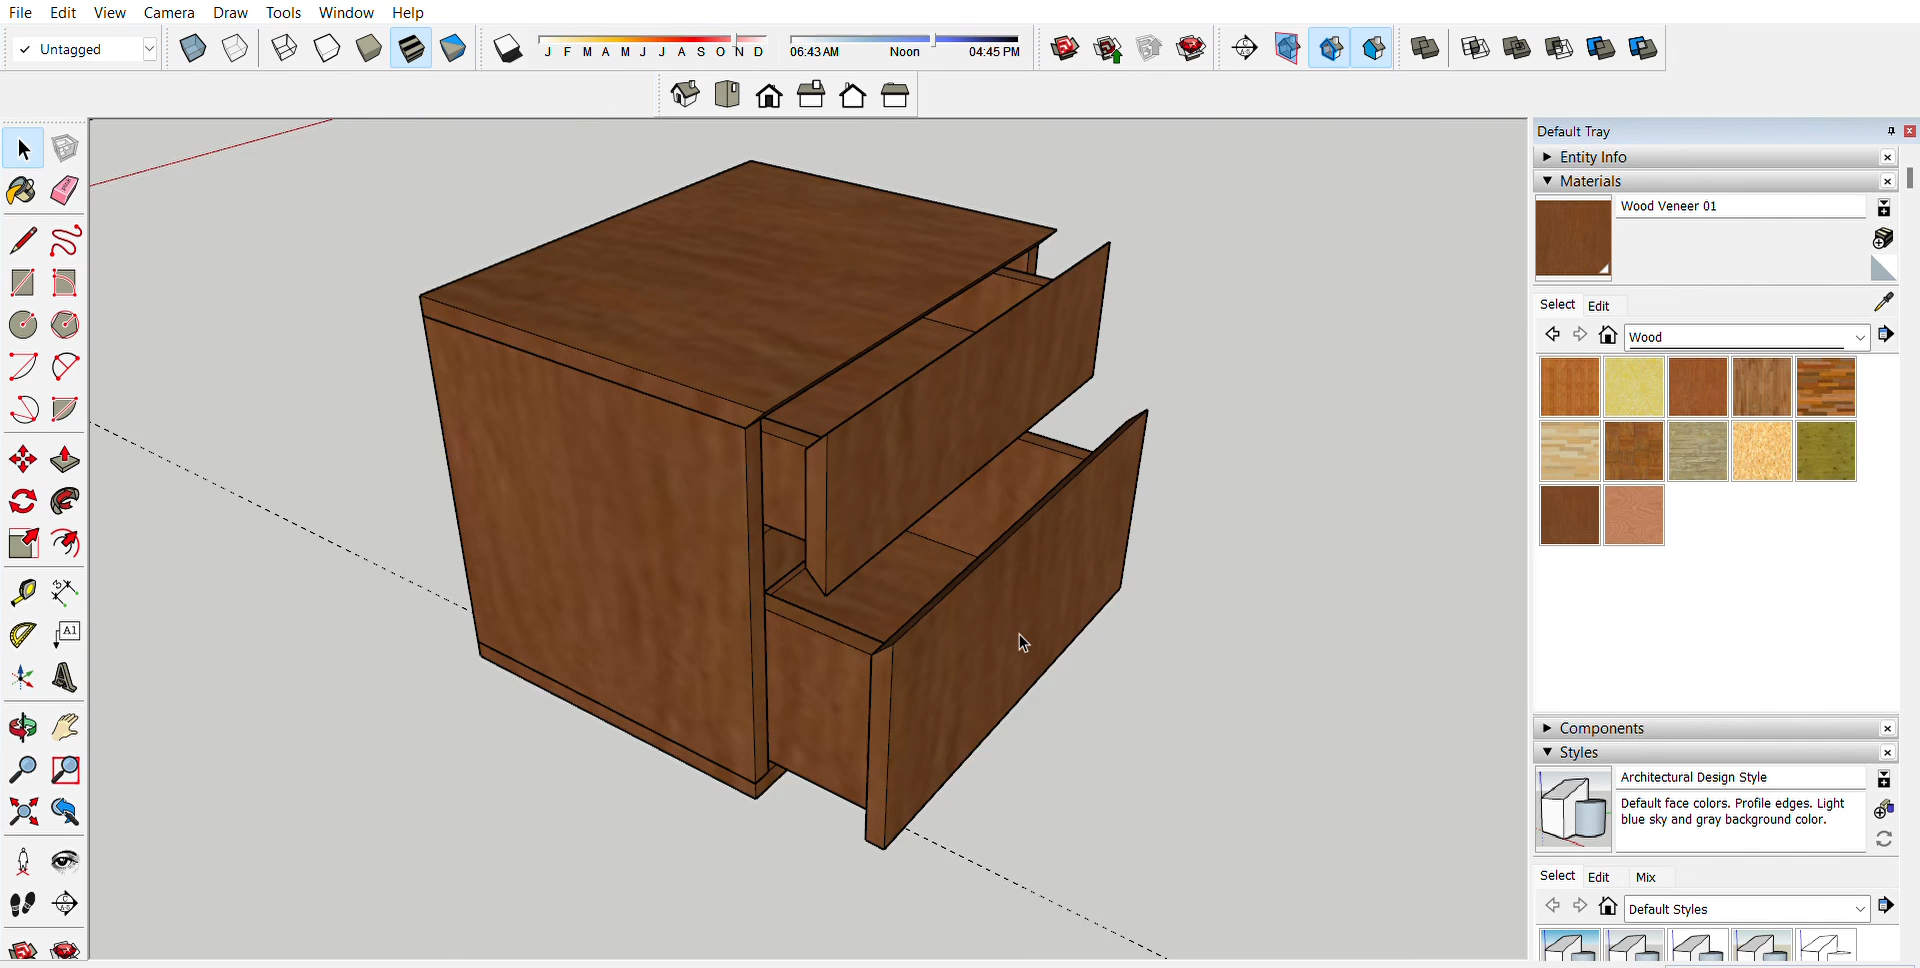 File Edit View Camera Draw Tools Window Help
Untagged
J F M A M J J A S O N D
06:43 AM Noon 04:45 PM
Default Tray
Entity Info
Materials
Wood Veneer 01
Select Edit
Wood
A1
Components
Styles
Architectural Design Style
Default face colors. Profile edges. Light
blue sky and gray background color.
Select Edit Mix
Default Styles